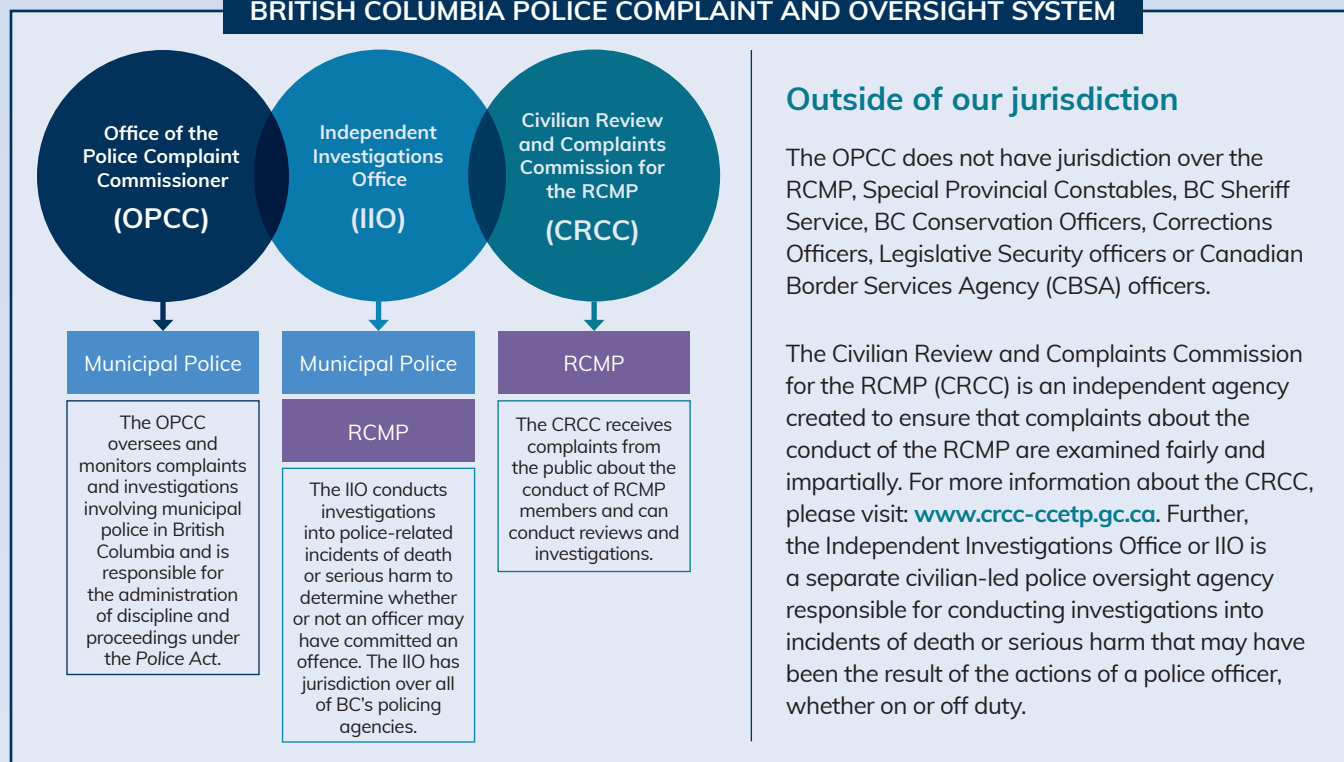 BRITISH COLUMBIA POLICE COMPLAINT AND OVERSIGHT SYSTEM
Office of the
Police Complaint
Commissioner
(OPCC)
Independent
Investigations
Office
(IIO)
Civilian Review
and Complaints
Commission for
the RCMP
(CRCC)
Municipal Police
The OPCC
oversees and
monitors complaints
and investigations
involving municipal
police in British
Columbia and is
responsible for
the administration
of discipline and
proceedings under
the Police Act.
Municipal Police
RCMP
The IIO conducts
investigations
into police-related
incidents of death
or serious harm to
determine whether
or not an officer may
have committed an
offence. The IIO has
jurisdiction over all
of BC’s policing
agencies.
RCMP
The CRCC receives
complaints from
the public about the
conduct of RCMP
members and can
conduct reviews and
investigations.
Outside of our jurisdiction
The OPCC does not have jurisdiction over the
RCMP, Special Provincial Constables, BC Sheriff
Service, BC Conservation Officers, Corrections
Officers, Legislative Security officers or Canadian
Border Services Agency (CBSA) officers.
The Civilian Review and Complaints Commission
for the RCMP (CRCC) is an independent agency
created to ensure that complaints about the
conduct of the RCMP are examined fairly and
impartially. For more information about the CRCC,
please visit: www.crcc-ccetp.gc.ca. Further,
the Independent Investigations Office or IIO is
a separate civilian-led police oversight agency
responsible for conducting investigations into
incidents of death or serious harm that may have
been the result of the actions of a police officer,
whether on or off duty.